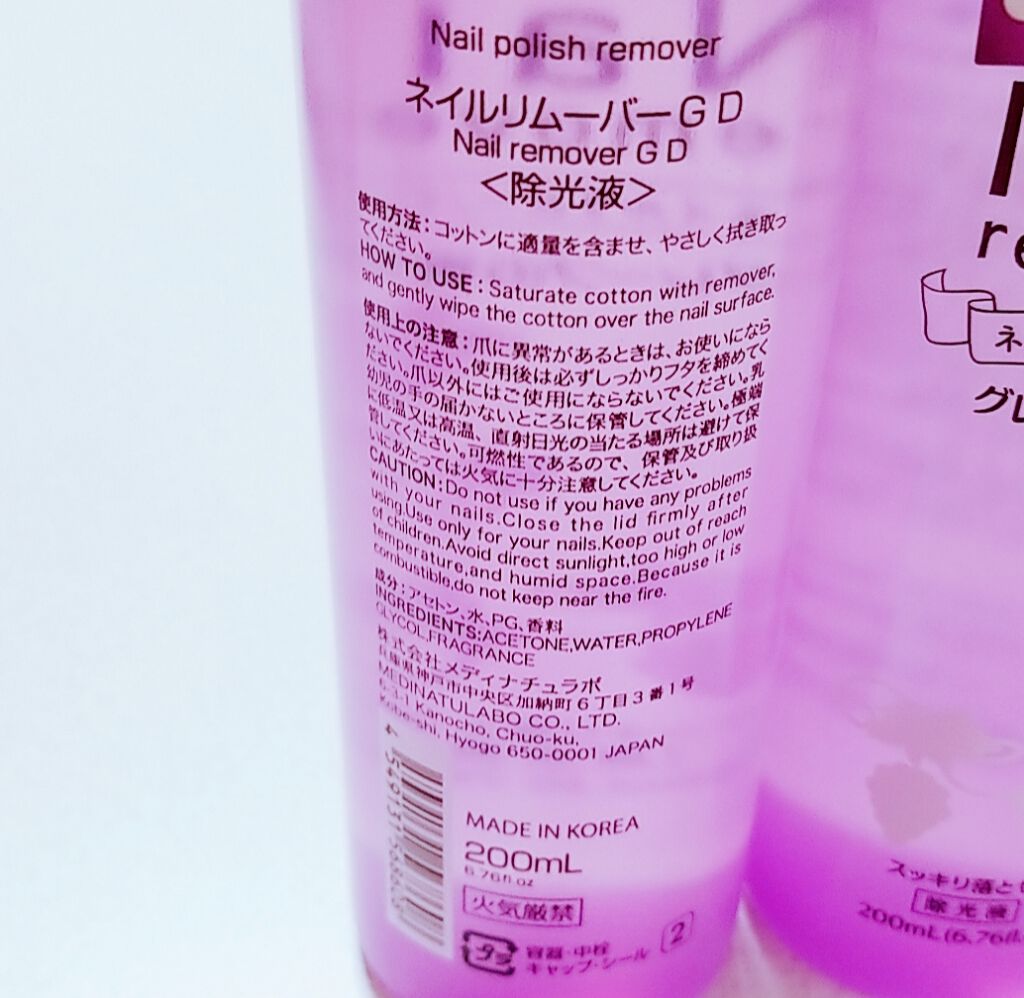 Nail polish remover
ネイルリムーバーGD
Nail remover GD
<除光液>
使用方法:コットンに適量を含ませ、やさしく拭き取っ
てください。
HOW TO USE : Saturate cotton with remover,
and gently wipe the cotton over the nail surface.
使用上の注意:爪に異常があるときは、お使いになら
ないでください。使用後は必ずしっかりフタを締めてく
ださい。爪以外にはご使用にならないでください。乳
幼児の手の届かないところに保管してください。極端
に低温又は高温、直射日光の当たる場所は避けて保
管してください。可燃性であるので、保管及び取り扱
いにあたっては火気に十分注意してください。
CAUTION:Do not use if you have any problems
with your nails.Close the lid firmly after
using.Use only for your nails.Keep out of reach
of children.Avoid direct sunlight,too high or low
temperature,and humid space.Because it is
combustible,do not keep near the fire.
成分:アセトン、水、PG、香料
INGREDIENTS:ACETONE,WATER,PROPYLENE
GLYCOL,FRAGRANCE
株式会社メディナチュラボ
兵庫県神戸市中央区加納町6丁目3番1号
MEDINATULABO CO., LTD.
6-3-1 Kanocho, Chuo-ku,
Kobe-shi, Hyogo 650-0001 JAPAN
MADE IN KOREA
200mL
6.76fl oz
火気厳禁
プラ
容器・中栓
キャップ・シール
2
re
ネ
グレ
スッキリ落と
除光液
200mL(6.76fl